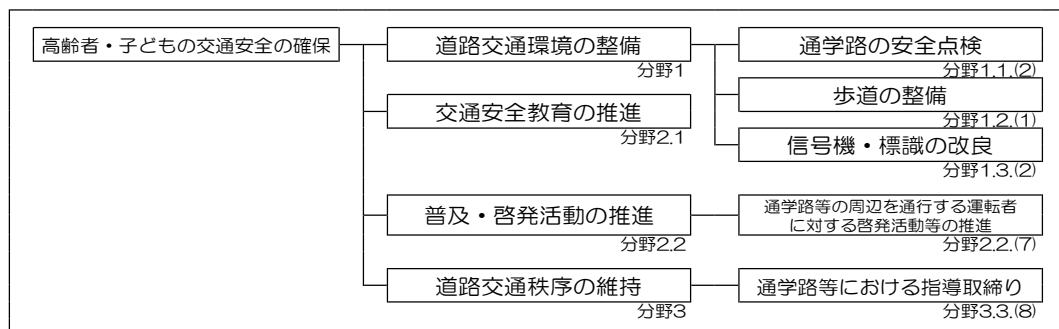 高齢者・子どもの交通安全の確保
道路交通環境の整備
分野1
通学路の安全点検
分野1.1.(2)
歩道の整備
分野1.2.(1)
信号機・標識の改良
分野1.3.(2)
交通安全教育の推進
分野2.1
普及・啓発活動の推進
分野2.2
通学路等の周辺を通行する運転者
に対する啓発活動等の推進
分野2.2.(7)
道路交通秩序の維持
分野3
通学路等における指導取締り
分野3.3.(8)